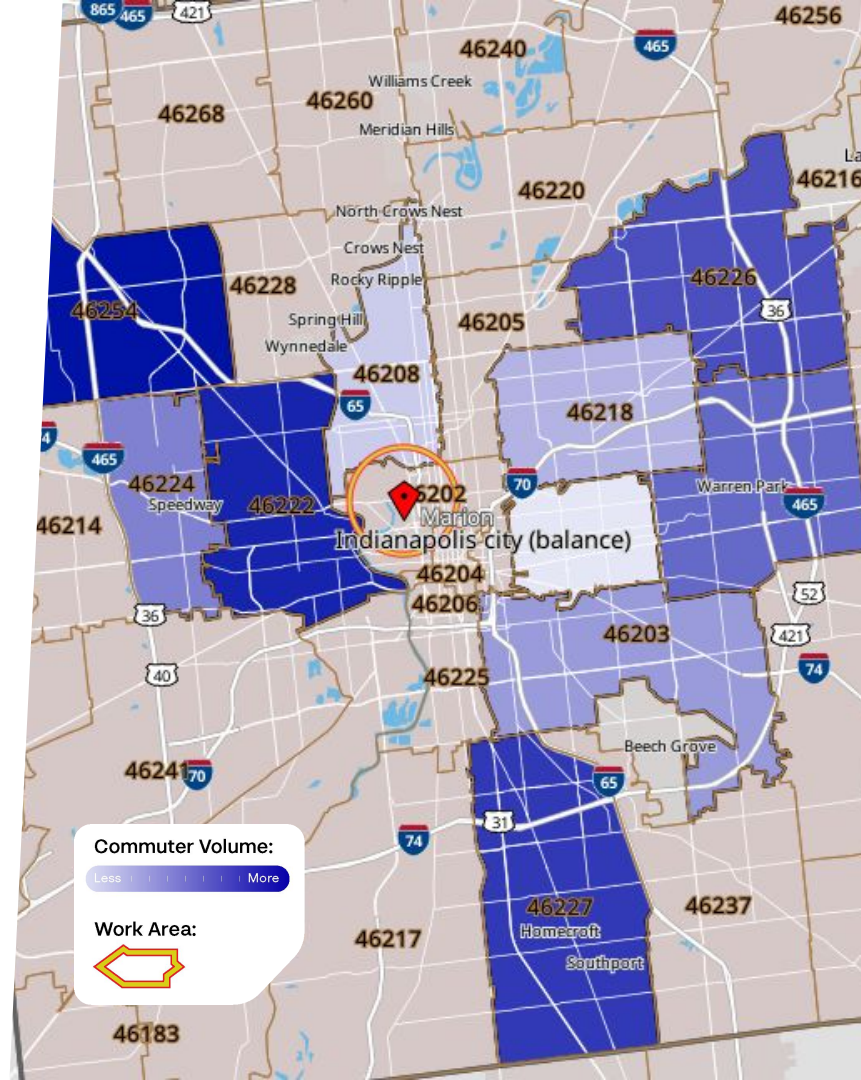 865
465
421
46256
46240
465
Williams Creek
46268
46260
Meridian Hills
La
46216
46220
North Crows Nest
Crows Nest
Rocky Ripple
46226
46228
46254
36
Spring Hill
46205
Wynnedale
46208
65
46218
4
465
70
46224
Speedway
46222
6202
Warren Park
465
46214
Marion
Indianapolis city (balance)
46204
46206
52
36
46203
421
40
46225
74
Beech Grove
46241
70
65
31
74
Commuter Volume:
Less
More
46227
46237
Work Area:
Homecroft
46217
Southport
46183